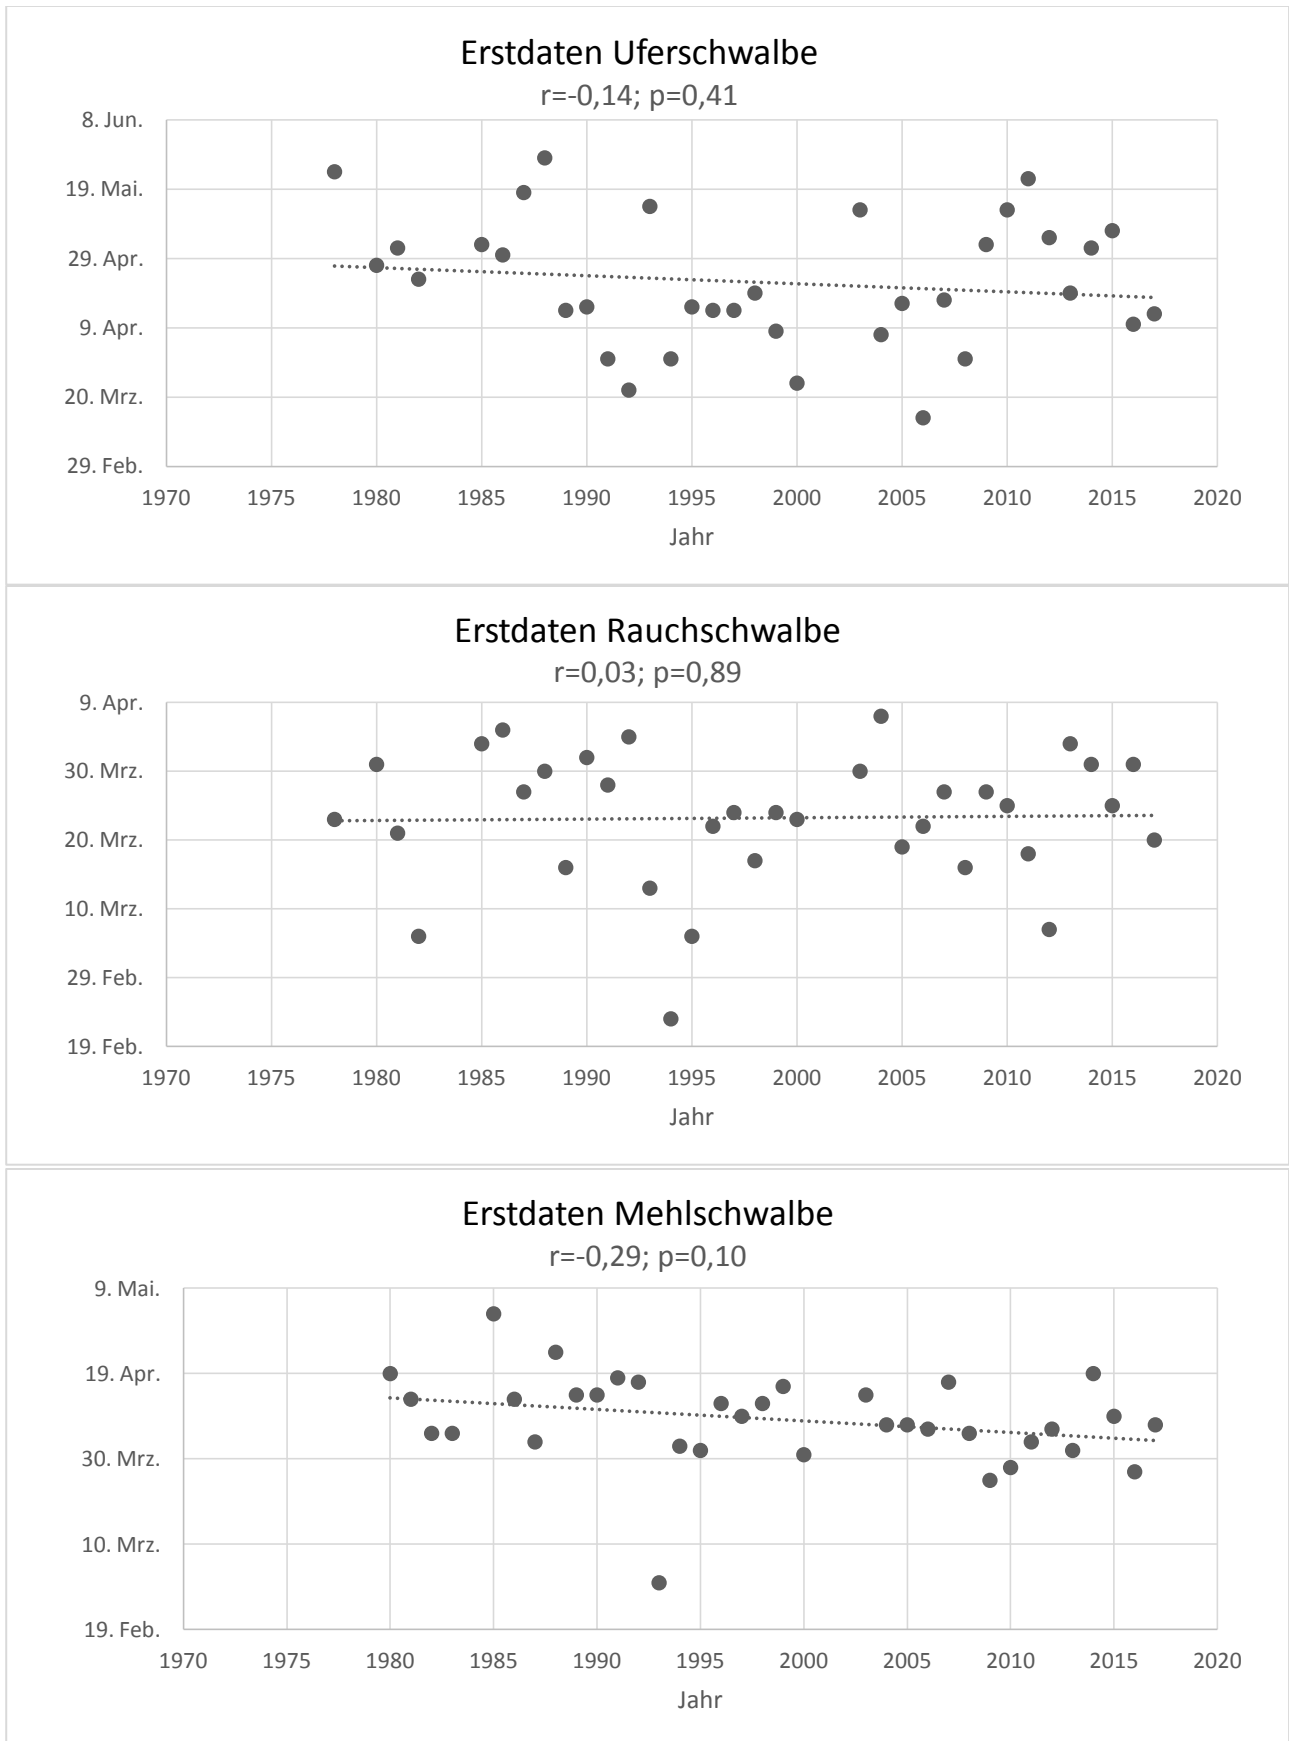 Erstdaten Uferschwalbe
r=-0,14; p=0,41
8. Jun.
19. Mai.
29. Apr.
9. Apr.
20. Mrz.
29. Feb.
1970 1975 1980 1985 1990 1995 2000 2005 2010 2015 2020
Jahr
Erstdaten Rauchschwalbe
r=0,03; p=0,89
9. Apr.
30. Mrz.
20. Mrz.
10. Mrz.
29. Feb.
19. Feb.
1970 1975 1980 1985 1990 1995 2000 2005 2010 2015 2020
Jahr
Erstdaten Mehlschwalbe
r=-0,29; p=0,10
9. Mai.
19. Apr.
30. Mrz.
10. Mrz.
19. Feb.
1970 1975 1980 1985 1990 1995 2000 2005 2010 2015 2020
Jahr